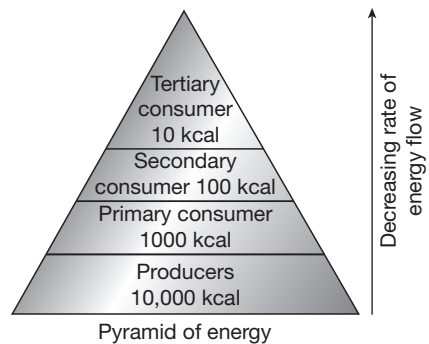 Tertiary
consumer
10 kcal
Secondary
consumer 100 kcal
Primary consumer
1000 kcal
Producers
10,000 kcal
Pyramid of energy
Decreasing rate of
energy flow